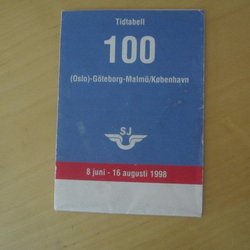 Tidtabell
100
(Oslo)-Göteborg-Malmö/København
SJ
8 juni - 16 augusti 1998